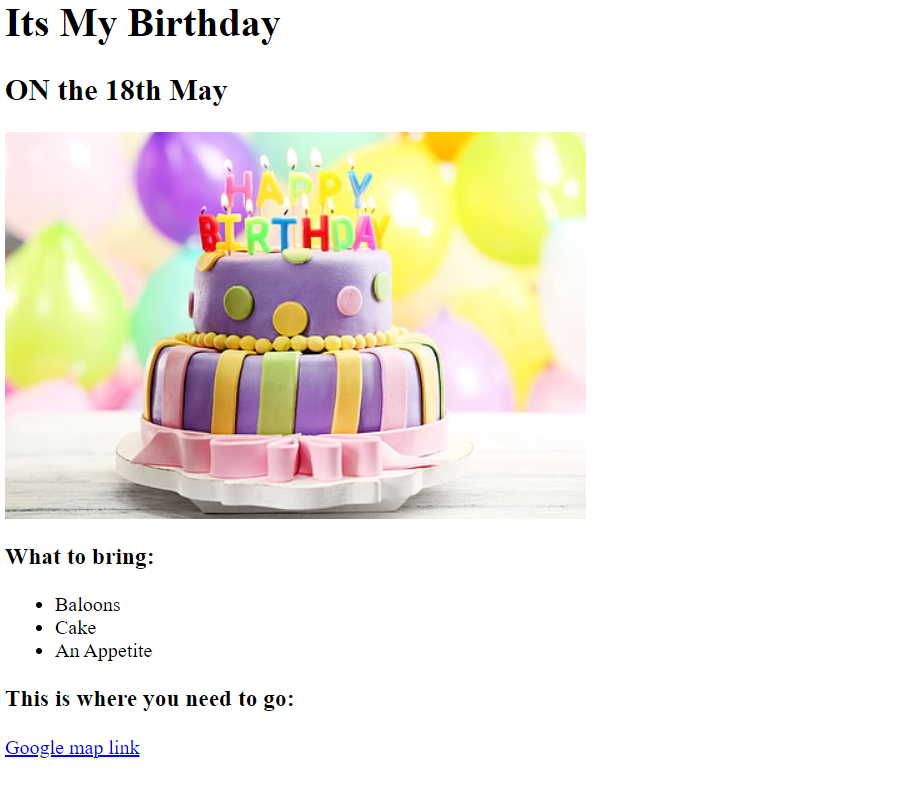 Its My Birthday
ON the 18th May
HAPPY
BIRTHDAY
What to bring:
Baloons
Cake
An Appetite
This is where you need to go:
Google map link